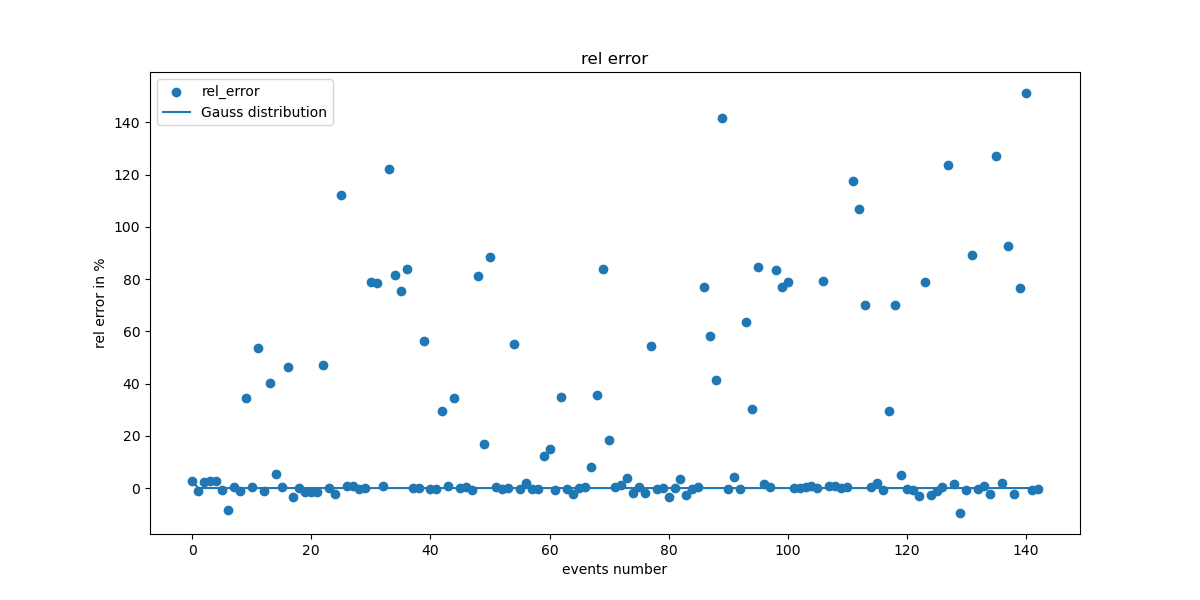 rel error
rel_error
Gauss distribution
rel error in %
140
120
100
80
60
40
20
0
0 20 40 60 80 100 120 140
events number